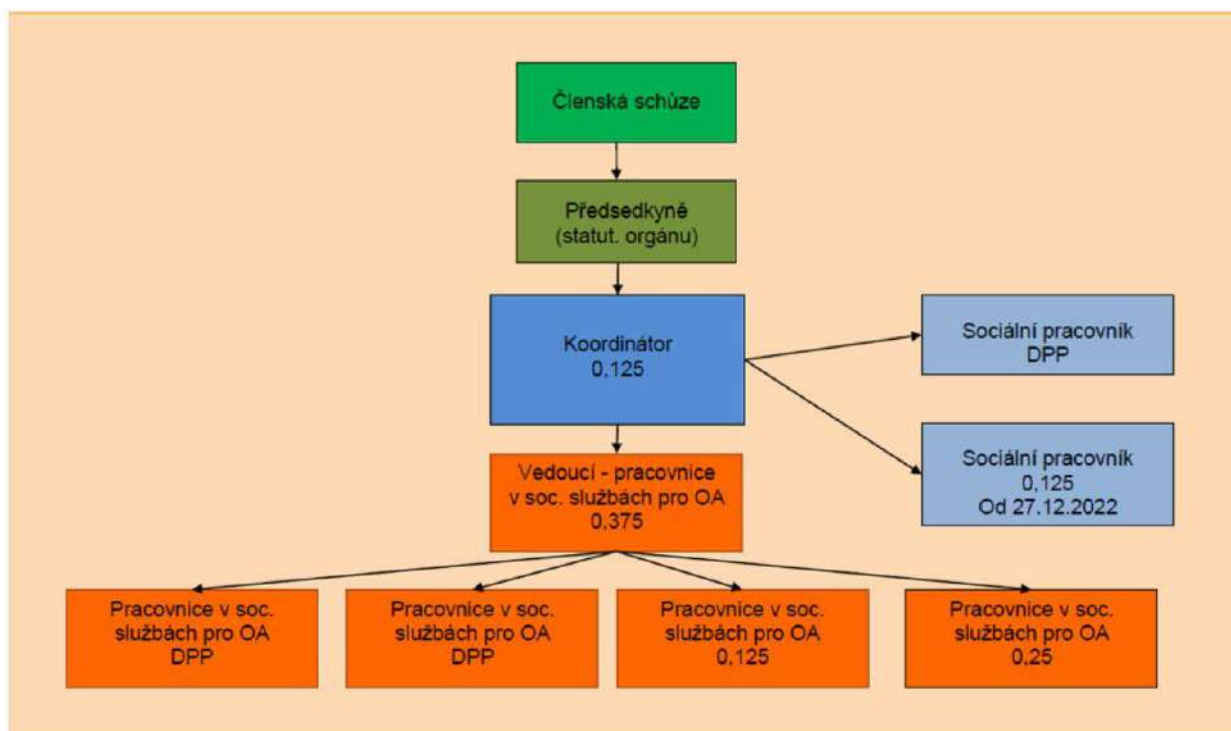 Členská schůze
Předsedkyně
(statut. orgánu)
Koordinátor
0,125
Sociální pracovník
DPP
Sociální pracovník
0,125
Od 27.12.2022
Vedoucí - pracovnice
v soc. službách pro OA
0,375
Pracovnice v soc.
službách pro OA
DPP
Pracovnice v soc.
službách pro OA
DPP
Pracovnice v soc.
službách pro OA
0,125
Pracovnice v soc.
službách pro OA
0,25